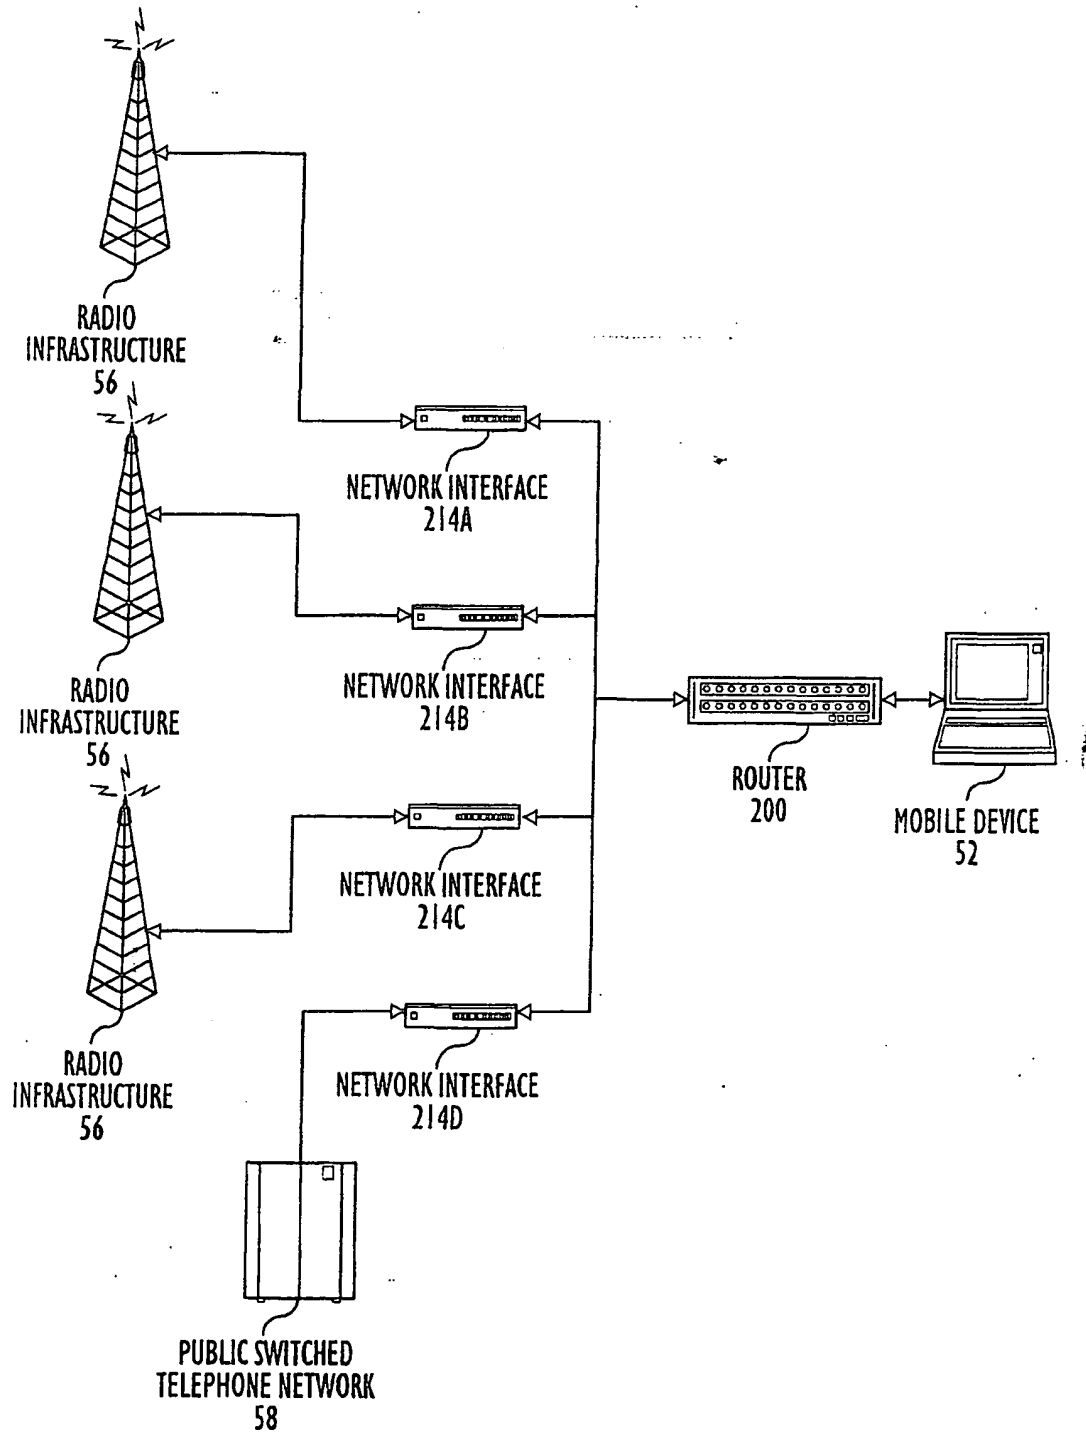 RADIO
INFRASTRUCTURE
56
NETWORK INTERFACE
214A
RADIO
INFRASTRUCTURE
56
NETWORK INTERFACE
214B
ROUTER
200
MOBILE DEVICE
52
NETWORK INTERFACE
214C
RADIO
INFRASTRUCTURE
56
NETWORK INTERFACE
214D
PUBLIC SWITCHED
TELEPHONE NETWORK
58